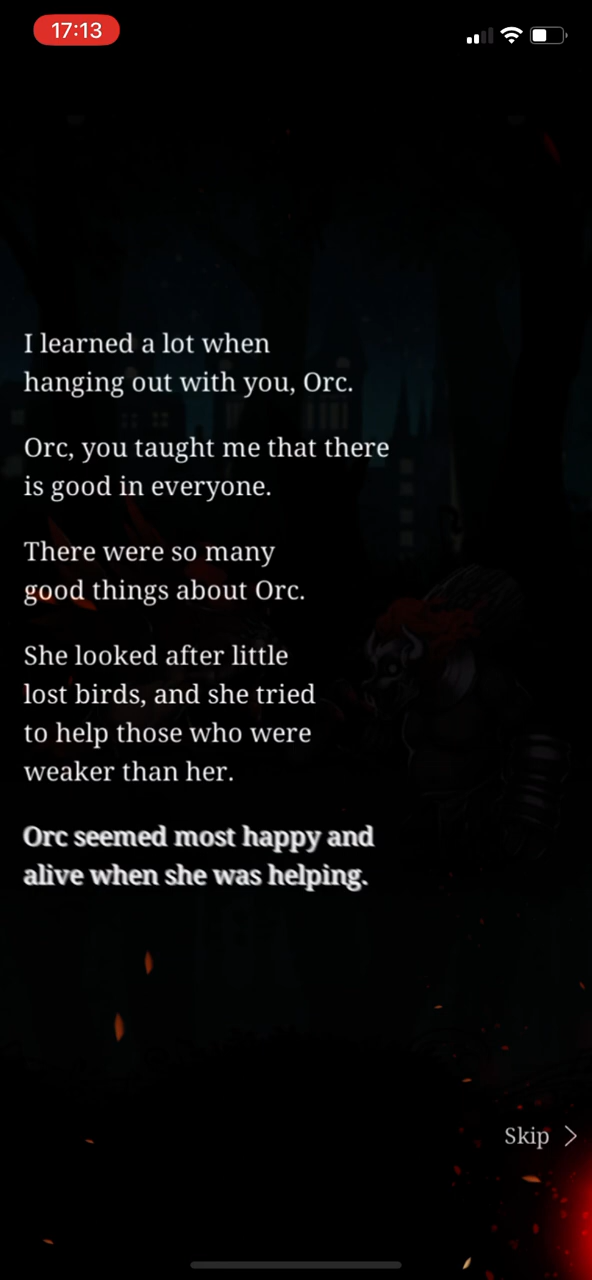 17:13
I learned a lot when
hanging out with you, Orc.
Orc, you taught me that there
is good in everyone.
There were so many
good things about Orc.
She looked after little
lost birds, and she tried
to help those who were
weaker than her.
Orc seemed most happy and
alive when she was helping.
Skip